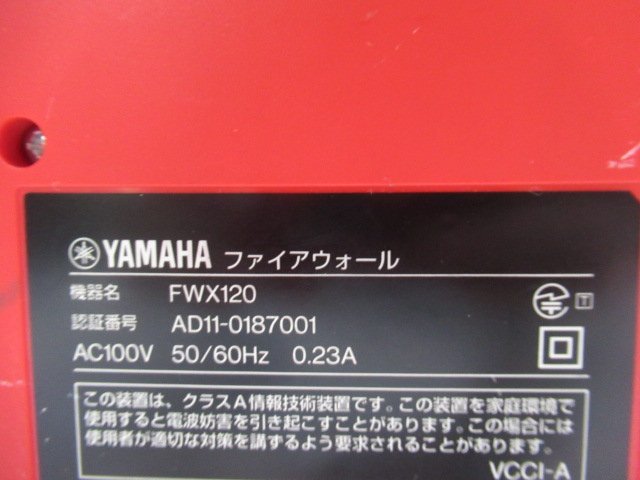 YAMAHA ファイアウォール
機器名 FWX120
認証番号 AD11-0187001 T
AC100V 50/60Hz 0.23A
この装置は、クラスA情報技術装置です。この装置を家庭環境で
使用すると電波妨害を引き起こすことがあります。この場合には
使用者が適切な対策を講ずるよう要求されることがあります。
VCCI-A